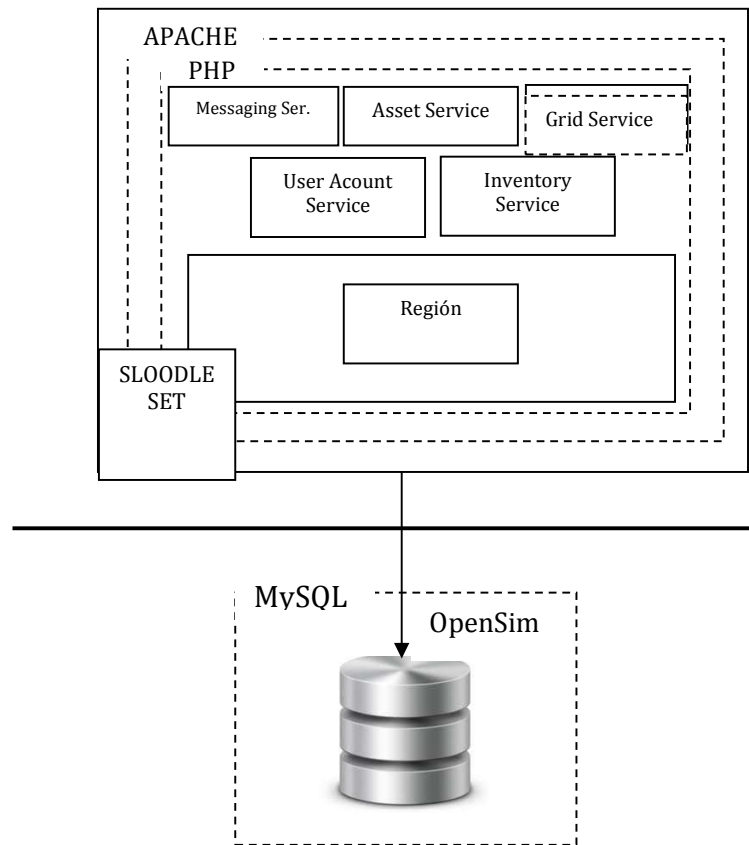 APACHE
PHP
Messaging Ser.
Asset Service
Grid Service
User Acount
Service
Inventory
Service
Región
SLOODLE
SET
MySQL
OpenSim